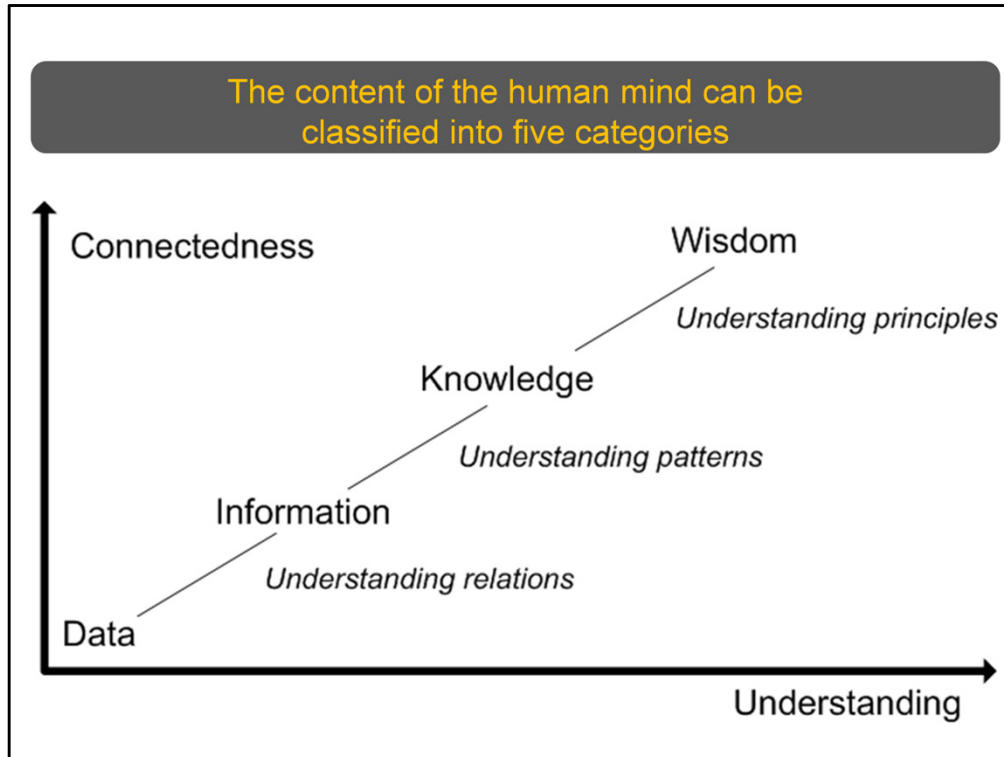 The content of the human mind can be
classified into five categories
Connectedness
Wisdom
Understanding principles
Knowledge
Understanding patterns
Information
Understanding relations
Data
Understanding